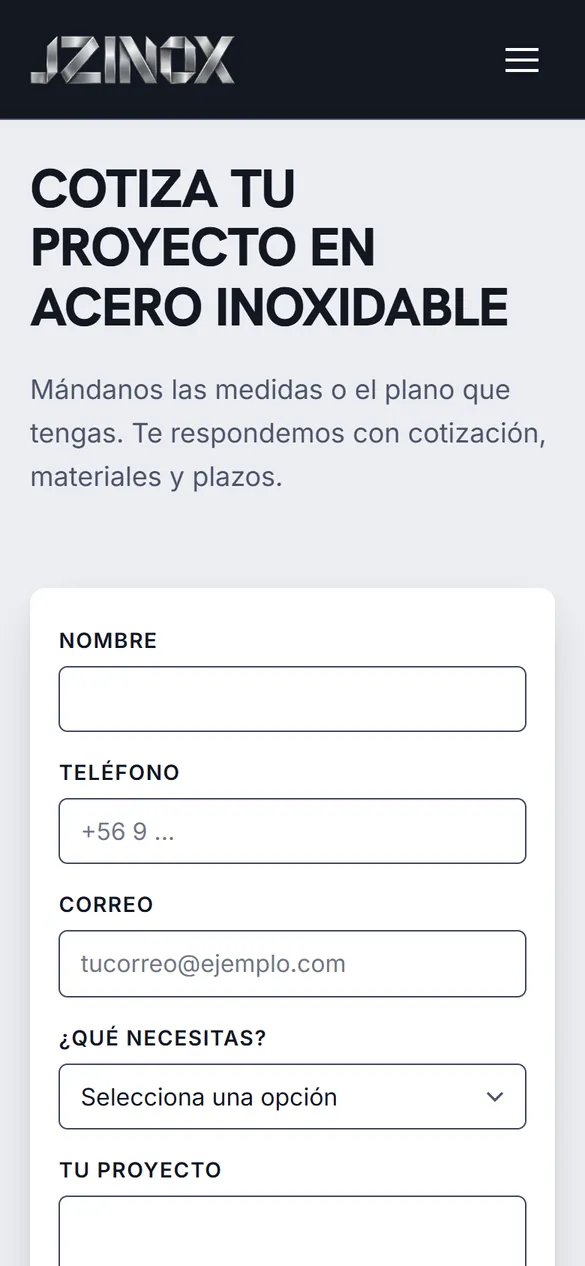 JZINOX
COTIZA TU
PROYECTO EN
ACERO INOXIDABLE
Mándanos las medidas o el plano que
tengas. Te respondemos con cotización,
materiales y plazos.
NOMBRE
TELÉFONO
+56 9 ...
CORREO
tucorreo@ejemplo.com
¿QUÉ NECESITAS?
Selecciona una opción
TU PROYECTO